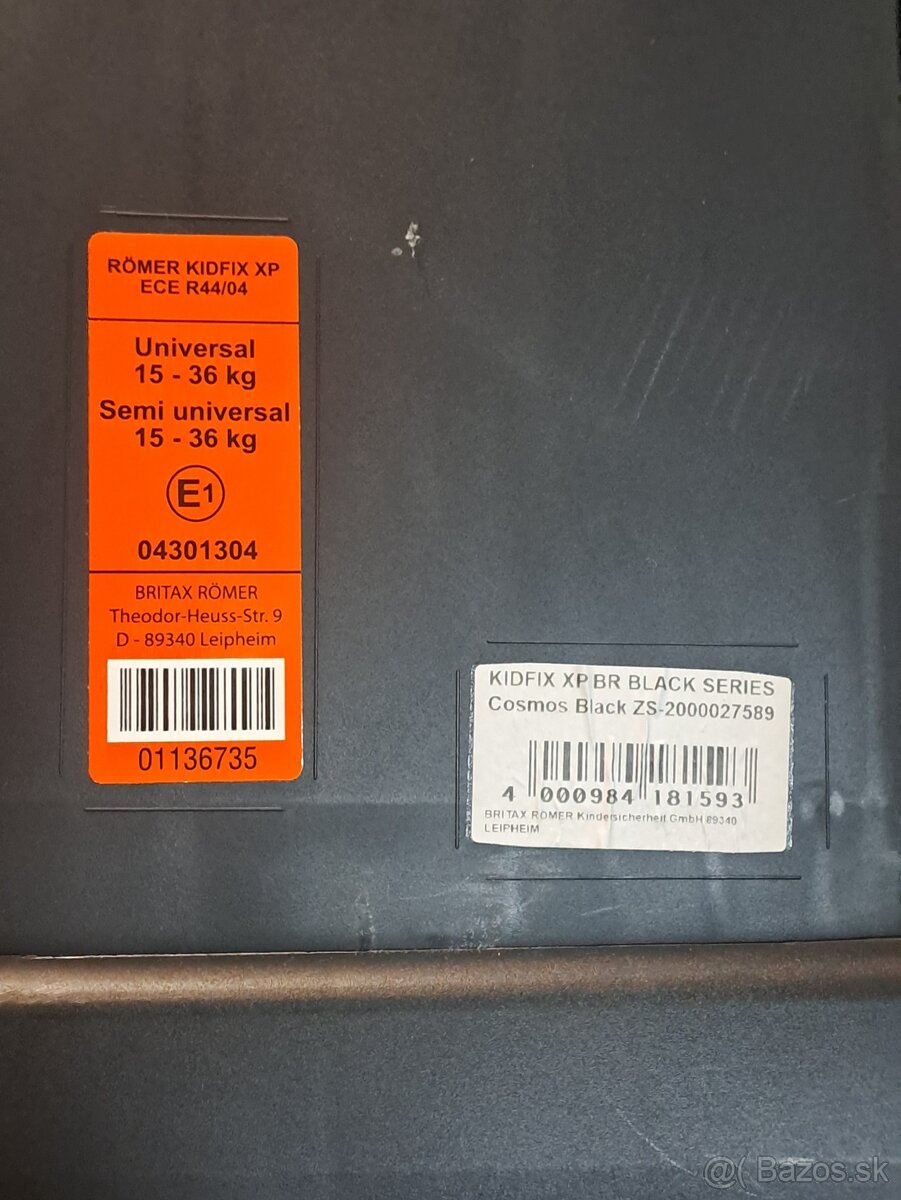 RÖMER KIDFIX XP
ECE R44/04
Universal
15 - 36 kg
Semi universal
15 - 36 kg
E1
04301304
BRITAX RÖMER
Theodor-Heuss-Str. 9
D - 89340 Leipheim
01136735
KIDFIX XP BR BLACK SERIES
Cosmos Black ZS-2000027589
4 000984 181593
BRITAX RÖMER Kindersicherheit GmbH 89340
LEIPHEIM
@( Bazos.sk